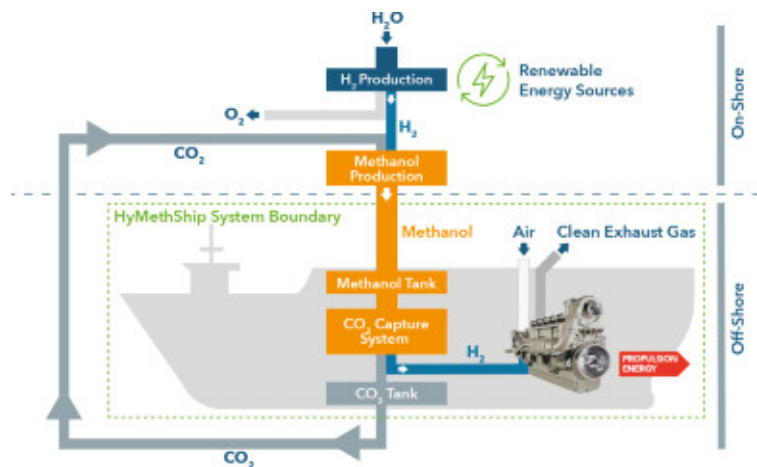 H₂O
H₂ Production
Renewable
Energy Sources
O₂
H₂
CO₂
Methanol
Production
On-Shore
HyMethShip System Boundary
Methanol
Air
Clean Exhaust Gas
Methanol Tank
CO₂ Capture
System
H₂
PROPULSION
ENERGY
CO₂ Tank
CO₂
Off-Shore